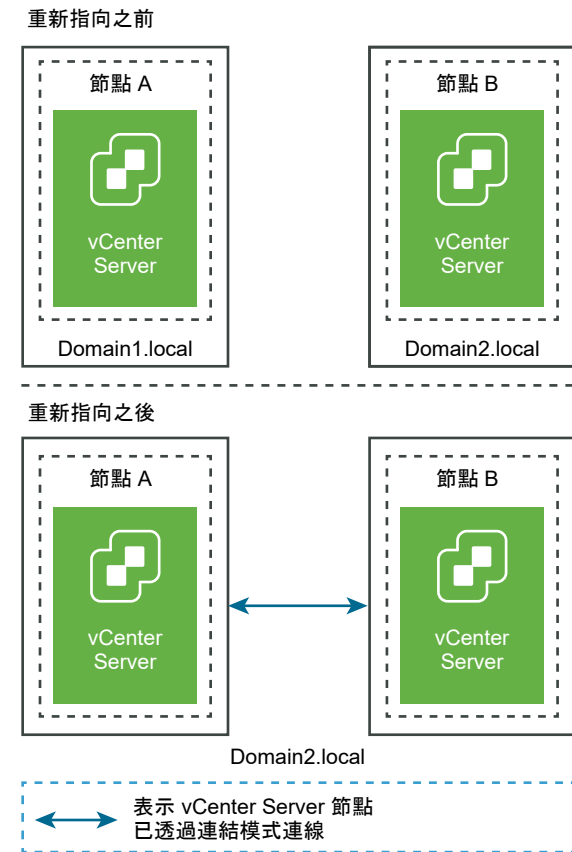 重新指向之前
節點 A
節點 B
vCenter
Server
vCenter
Server
Domain1.local
Domain2.local
重新指向之後
節點 A
節點 B
vCenter
Server
vCenter
Server
Domain2.local
表示 vCenter Server 節點
已透過連結模式連線